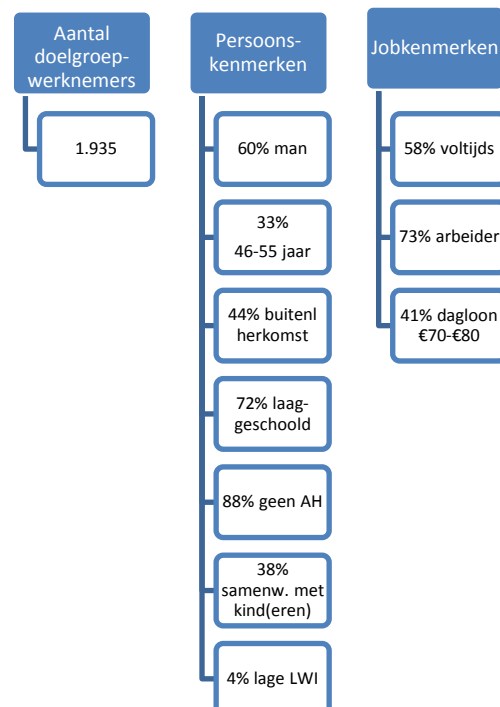 Aantal
doelgroep-
werknemers
1.935
Persoons-
kenmerken
60% man
33%
46-55 jaar
44% buitenl
herkomst
72% laag-
geschoold
88% geen AH
38%
samenw. met
kind(eren)
4% lage LWI
Jobkenmerken
58% voltijds
73% arbeider
41% dagloon
€70-€80